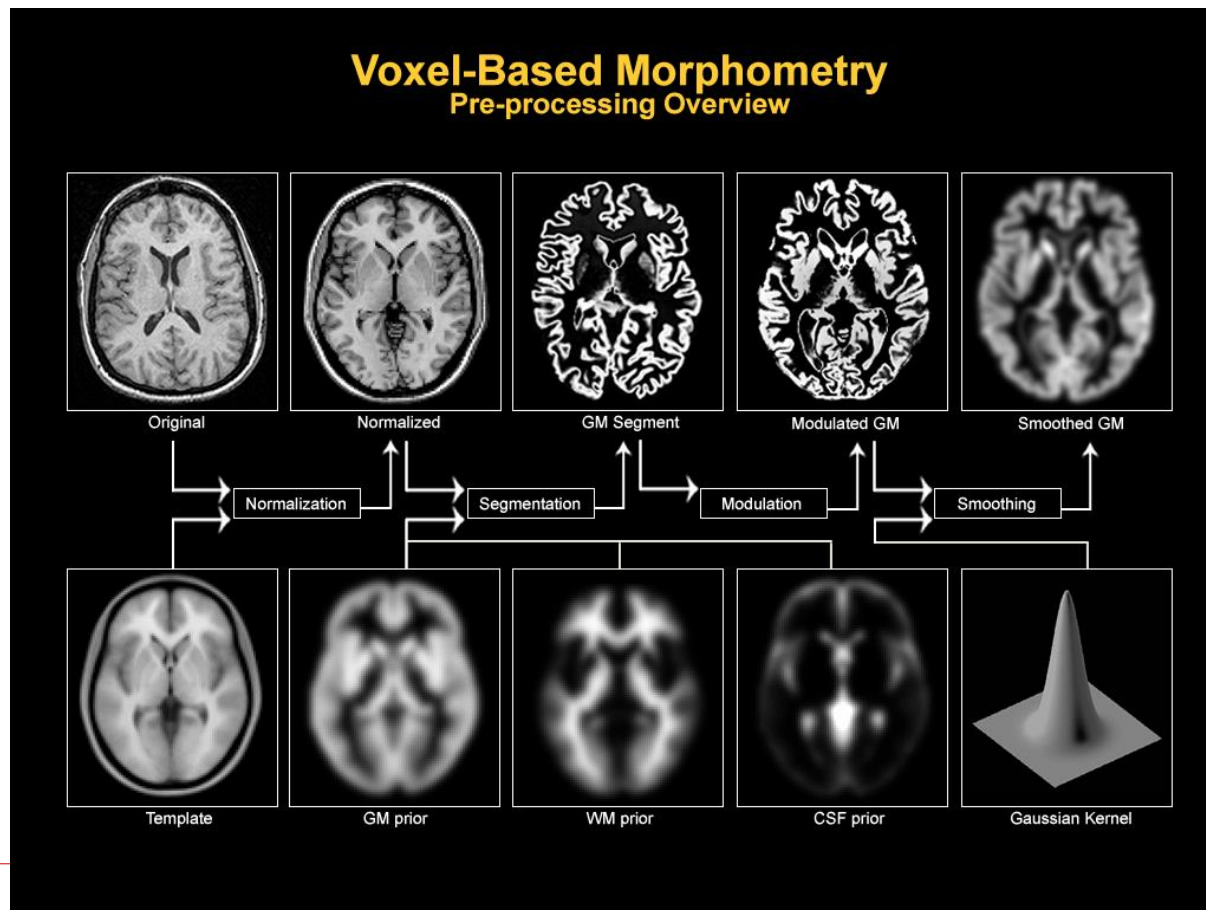 Voxel-Based Morphometry
Pre-processing Overview
Original
Normalized
GM Segment
Modulated GM
Smoothed GM
Normalization
Segmentation
Modulation
Smoothing
Template
GM prior
WM prior
CSF prior
Gaussian Kernel